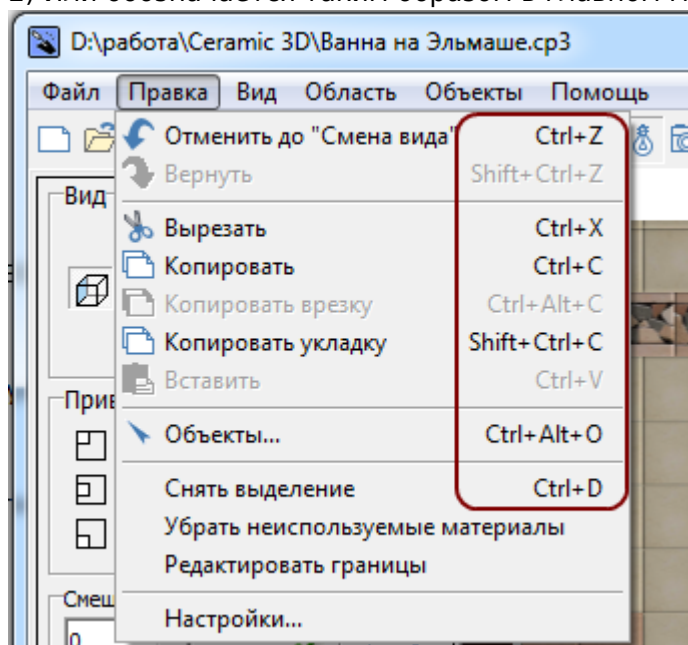 D:\работа\Ceramic 3D\Ванна на Эльмаше.cp3
Файл Правка Вид Область Объекты Помощь
Отменить до "Смена вида" Ctrl+Z
Вернуть Shift+Ctrl+Z
Вид
Вырезать Ctrl+X
Копировать Ctrl+C
Копировать врезку Ctrl+Alt+C
Копировать укладку Shift+Ctrl+C
Вставить Ctrl+V
Прив
Объекты... Ctrl+Alt+O
Снять выделение Ctrl+D
Убрать неиспользуемые материалы
Редактировать границы
Смещ
Настройки...
0